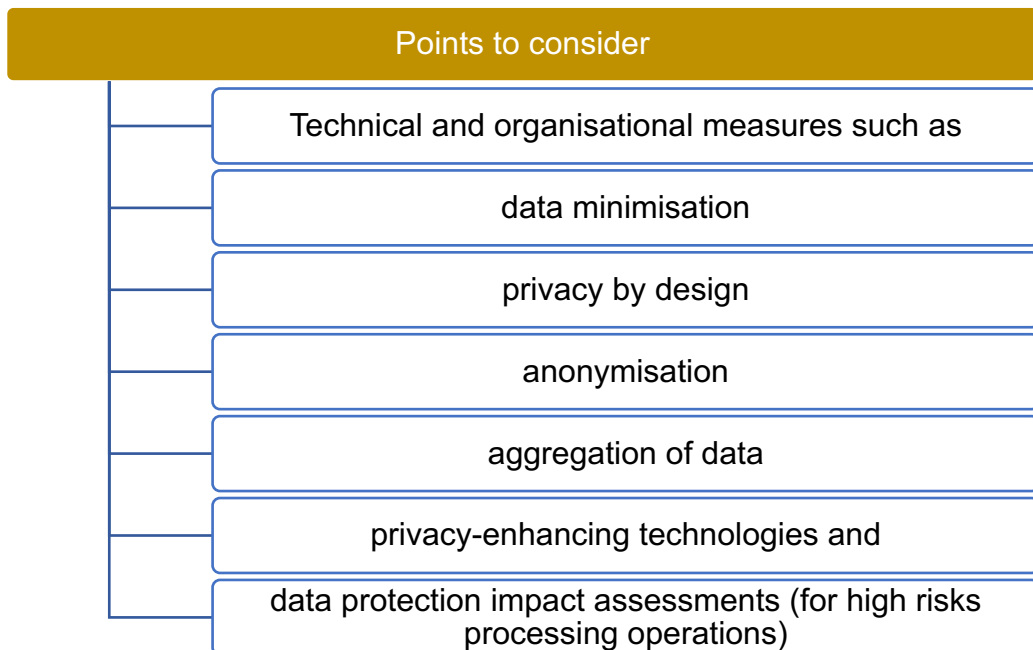 Points to consider
Technical and organisational measures such as
data minimisation
privacy by design
anonymisation
aggregation of data
privacy-enhancing technologies and
data protection impact assessments (for high risks
processing operations)